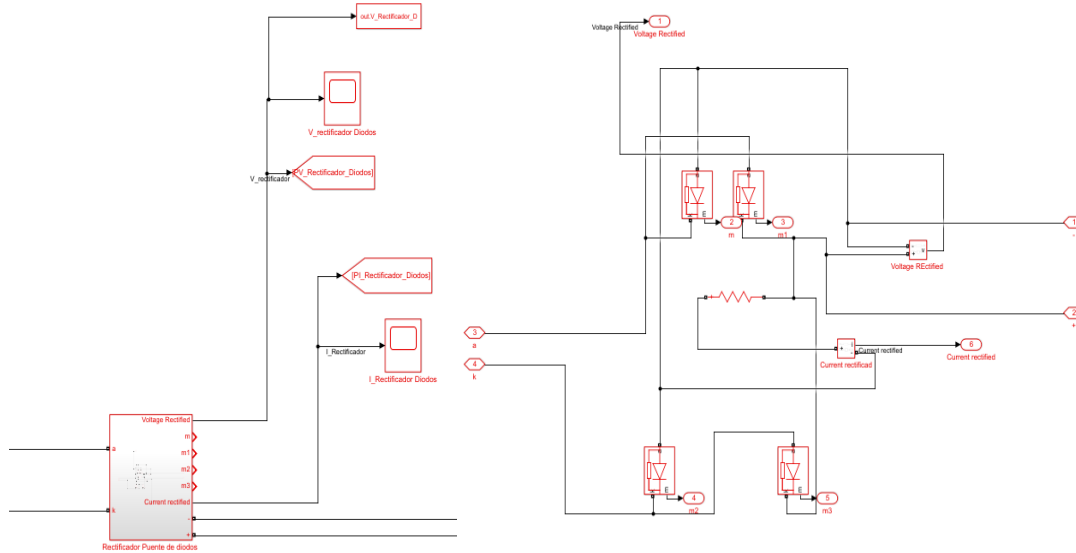 out.V_Rectificador_D
V_rectificador Diodos
[PV_Rectificador_Diodos]
V_rectificador
[PI_Rectificador_Diodos]
I_Rectificador
I_Rectificador Diodos
Voltage Rectified
a
m
m1
m2
m3
Current rectified
k
-
+
Rectificador Puente de diodos
1
Voltage Rectified
Voltage Rectified
E
2
m
E
3
m1
1
-
-
+
v
Voltage REctified
2
+
+
3
a
4
k
+
i
-
Current rectified
Current rectificad
6
Current rectified
E
4
m2
E
5
m3